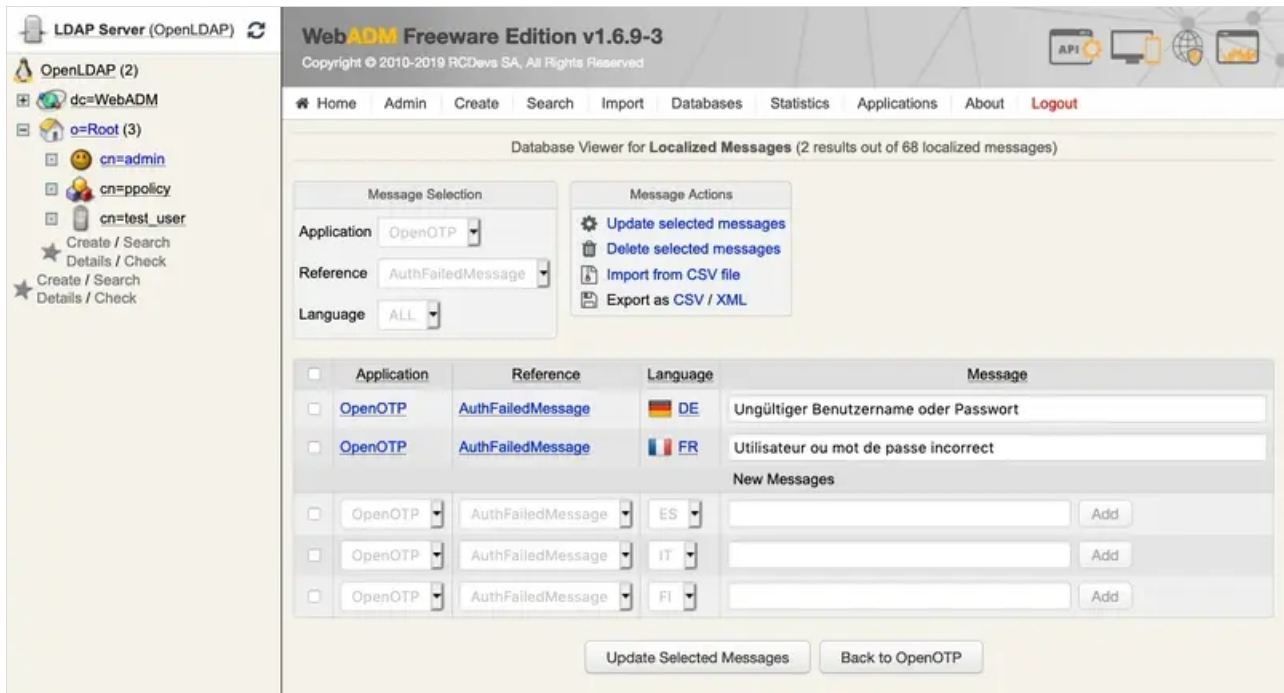 LDAP Server (OpenLDAP)
OpenLDAP (2)
dc=WebADM
o=Root (3)
cn=admin
cn=ppolicy
cn=test_user
Create / Search
Details / Check
Create / Search
Details / Check
WebADM Freeware Edition v1.6.9-3
Copyright © 2010-2019 RCDevs SA, All Rights Reserved
API
Home Admin Create Search Import Databases Statistics Applications About Logout
Database Viewer for Localized Messages (2 results out of 68 localized messages)
Message Selection
Application OpenOTP
Reference AuthFailedMessage
Language ALL
Message Actions
Update selected messages
Delete selected messages
Import from CSV file
Export as CSV / XML
Application Reference Language Message
OpenOTP AuthFailedMessage DE Ungültiger Benutzername oder Passwort
OpenOTP AuthFailedMessage FR Utilisateur ou mot de passe incorrect
New Messages
OpenOTP AuthFailedMessage ES Add
OpenOTP AuthFailedMessage IT Add
OpenOTP AuthFailedMessage FI Add
Update Selected Messages Back to OpenOTP